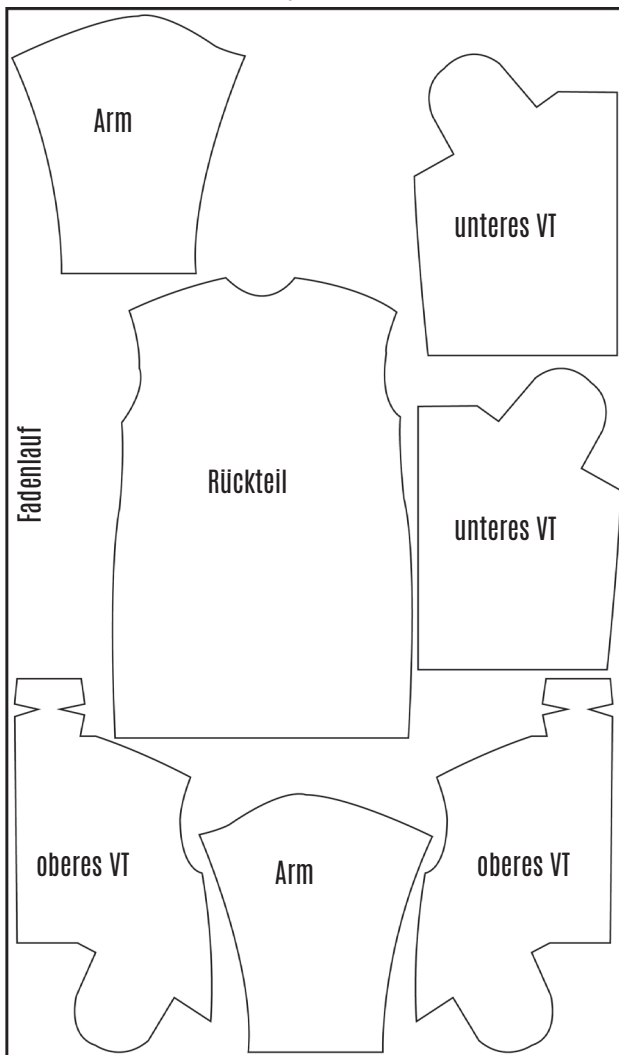 Arm
unteres VT
Fadenlauf
Rückteil
unteres VT
oberes VT
Arm
oberes VT